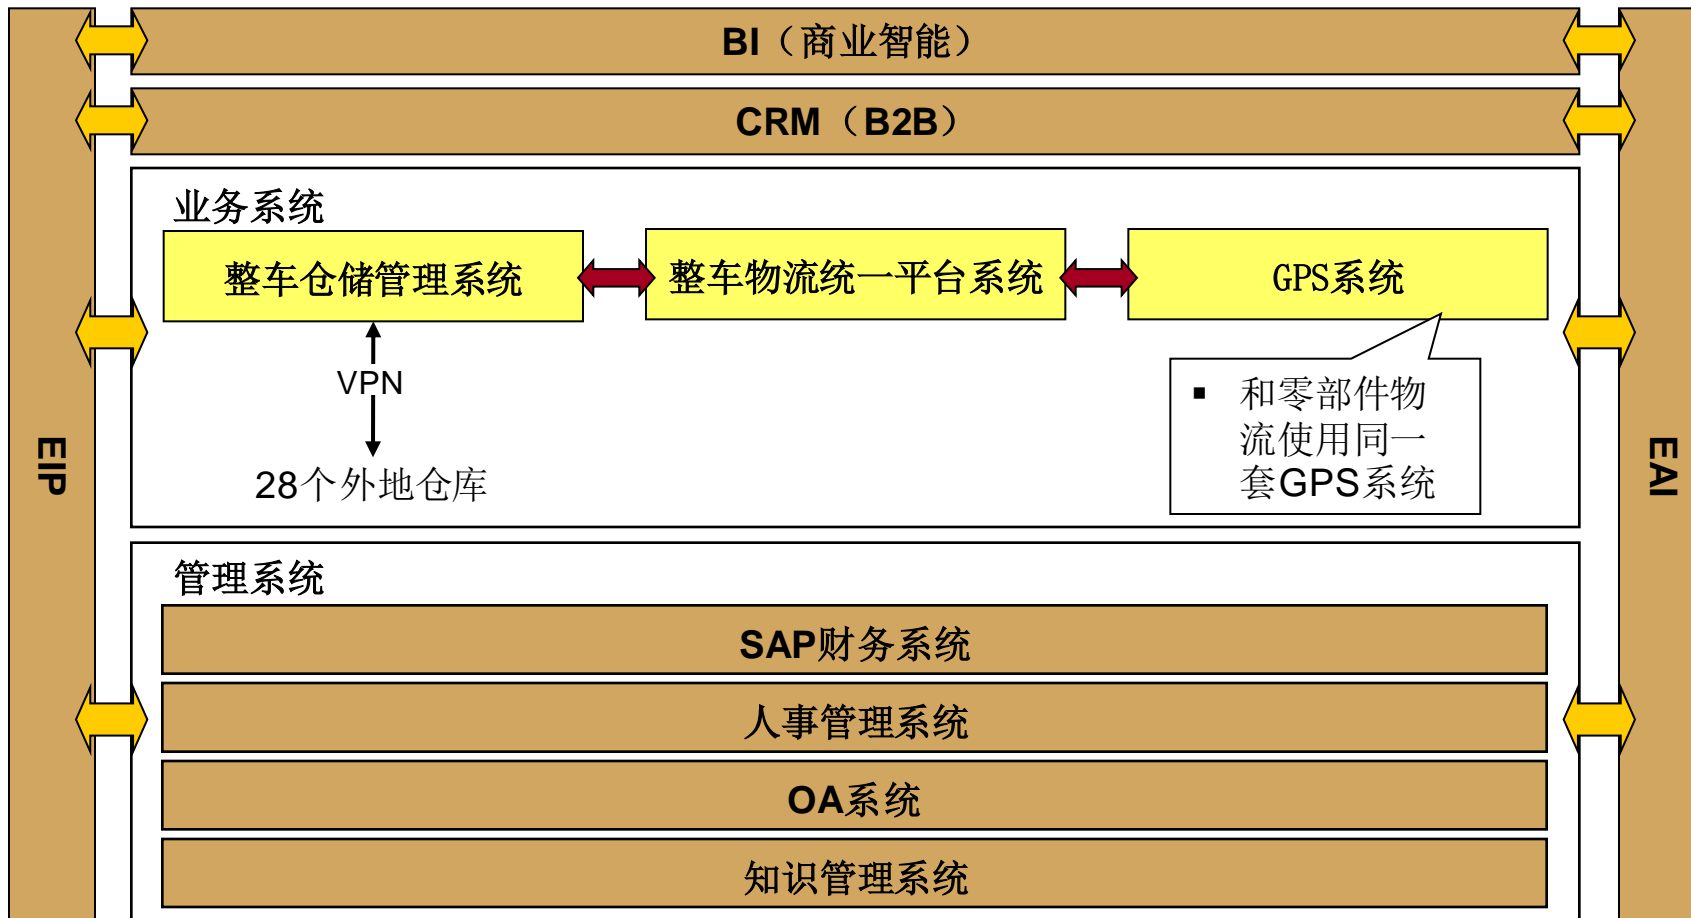 BI（商业智能）
CRM（B2B）
业务系统
整车仓储管理系统
整车物流统一平台系统
GPS系统
VPN
28个外地仓库
▪ 和零部件物
流使用同一
套GPS系统
EIP
EAI
管理系统
SAP财务系统
人事管理系统
OA系统
知识管理系统